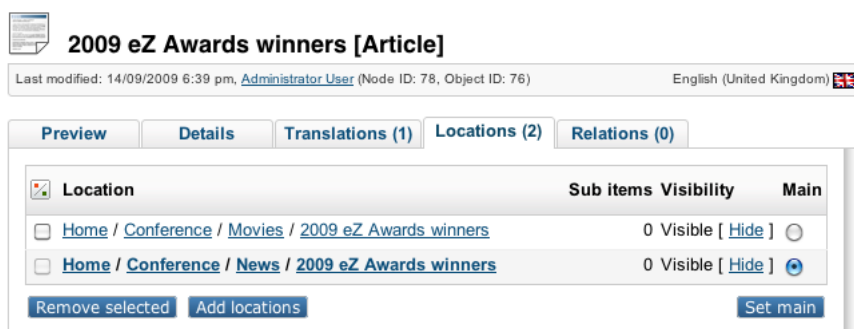 2009 eZ Awards winners [Article]
Last modified: 14/09/2009 6:39 pm, Administrator User (Node ID: 78, Object ID: 76) English (United Kingdom)
Preview Details Translations (1) Locations (2) Relations (0)
Location Sub items Visibility Main
Home / Conference / Movies / 2009 eZ Awards winners 0 Visible [ Hide ]
Home / Conference / News / 2009 eZ Awards winners 0 Visible [ Hide ]
Remove selected Add locations Set main